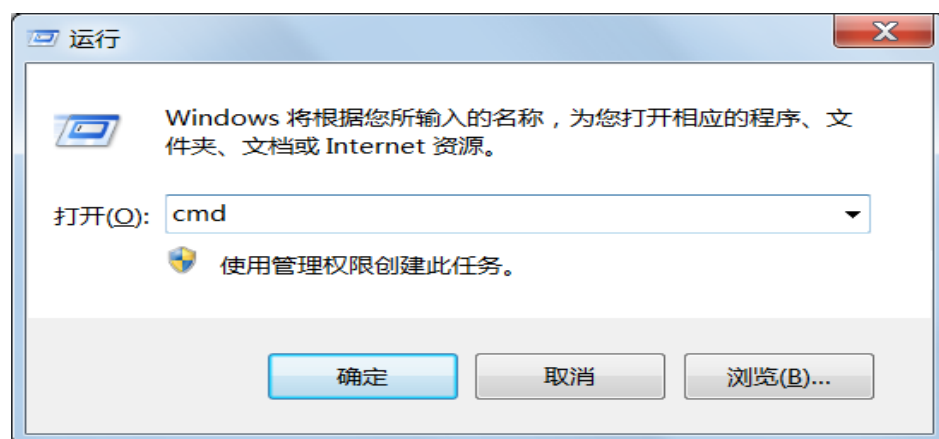 运行
Windows 将根据您所输入的名称，为您打开相应的程序、文
件夹、文档或 Internet 资源。
打开(O): cmd
使用管理权限创建此任务。
确定 取消 浏览(B)...